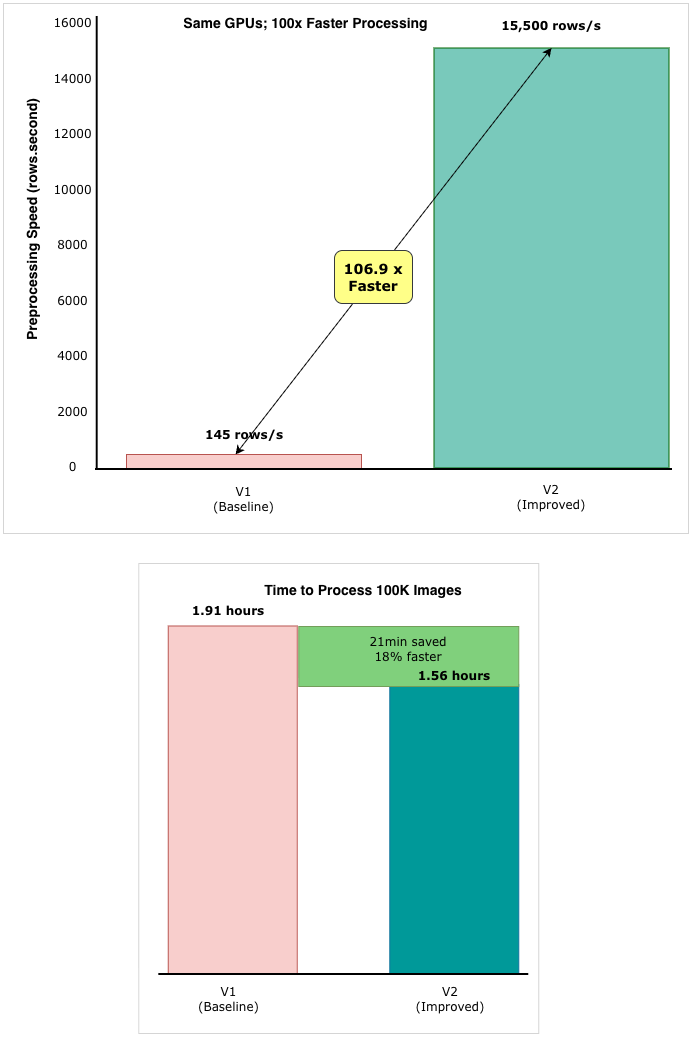 Same GPUs; 100x Faster Processing
15,500 rows/s
16000
14000
12000
10000
8000
6000
4000
2000
0
Preprocessing Speed (rows.second)
106.9 x
Faster
145 rows/s
V1
(Baseline)
V2
(Improved)
Time to Process 100K Images
1.91 hours
21min saved
18% faster
1.56 hours
V1
(Baseline)
V2
(Improved)